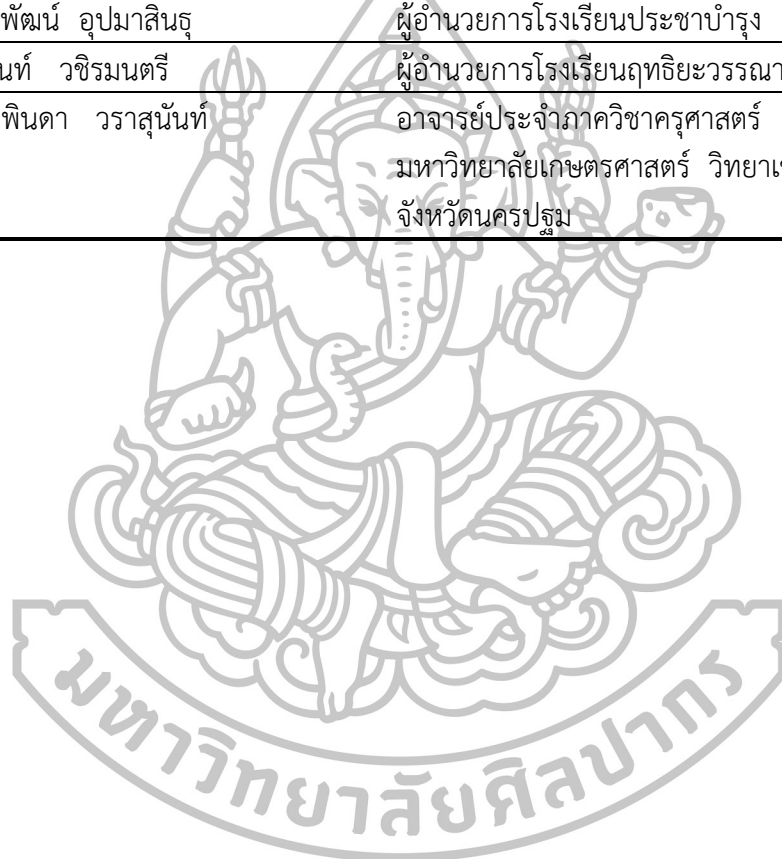 พัฒน์ อุปมาสินธุ ผู้อำนวยการโรงเรียนประชาบำรุง
วชิรมนตรี ผู้อำนวยการโรงเรียนฤทธิยะวรรณา
พินดา วราสุนันท์ อาจารย์ประจำภาควิชาครุศาสตร์
มหาวิทยาลัยเกษตรศาสตร์
จังหวัดนครปฐม
มหาวิทยาลัยศิลปากร